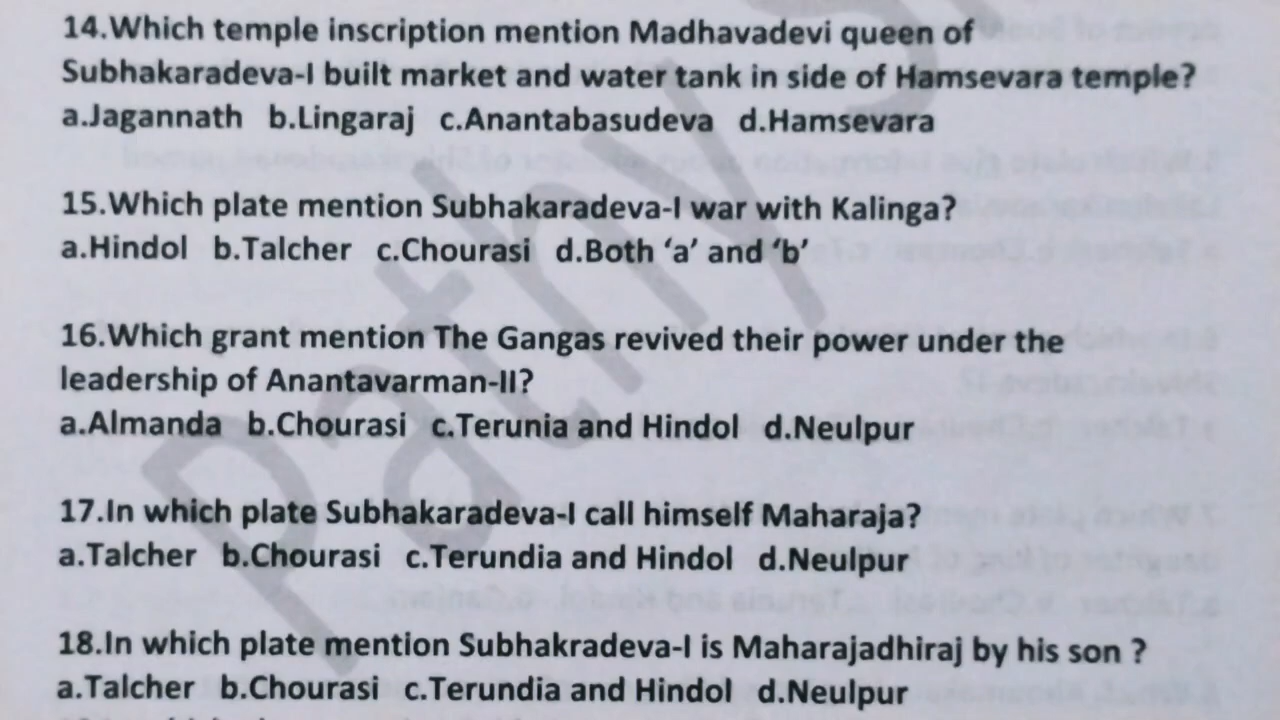 14.Which temple inscription mention Madhavadevi queen of
Subhakaradeva-I built market and water tank in side of Hamsevara temple?
a.Jagannath b.Lingaraj c.Anantabasudeva d.Hamsevara
15.Which plate mention Subhakaradeva-I war with Kalinga?
a.Hindol b.Talcher c.Chourasi d.Both 'a' and 'b'
16.Which grant mention The Gangas revived their power under the
leadership of Anantavarman-II?
a.Almanda b.Chourasi c.Terunia and Hindol d.Neulpur
17.In which plate Subhakaradeva-I call himself Maharaja?
a.Talcher b.Chourasi c.Terundia and Hindol d.Neulpur
18.In which plate mention Subhakradeva-I is Maharajadhiraj by his son ?
a.Talcher b.Chourasi c.Terundia and Hindol d.Neulpur
Pathy S